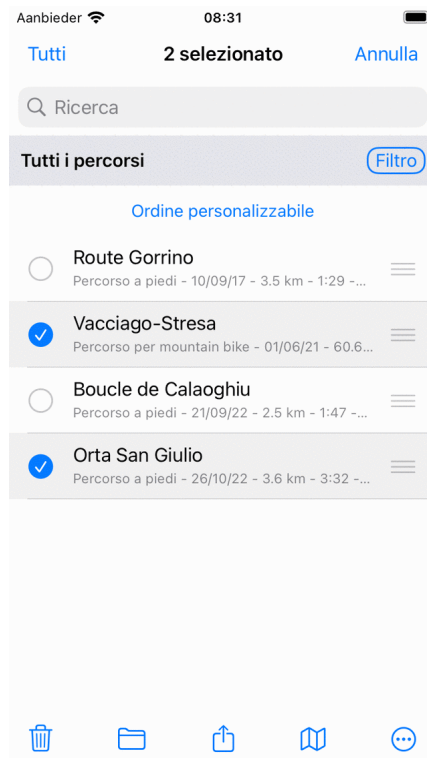 Aanbieder 08:31
Tutti 2 selezionato Annulla
Ricerca
Tutti i percorsi Filtro
Ordine personalizzabile
Route Gorrino
Percorso a piedi - 10/09/17 - 3.5 km - 1:29 -...
Vacciago-Stresa
Percorso per mountain bike - 01/06/21 - 60.6...
Boucle de Calaoghiu
Percorso a piedi - 21/09/22 - 2.5 km - 1:47 -...
Orta San Giulio
Percorso a piedi - 26/10/22 - 3.6 km - 3:32 -...